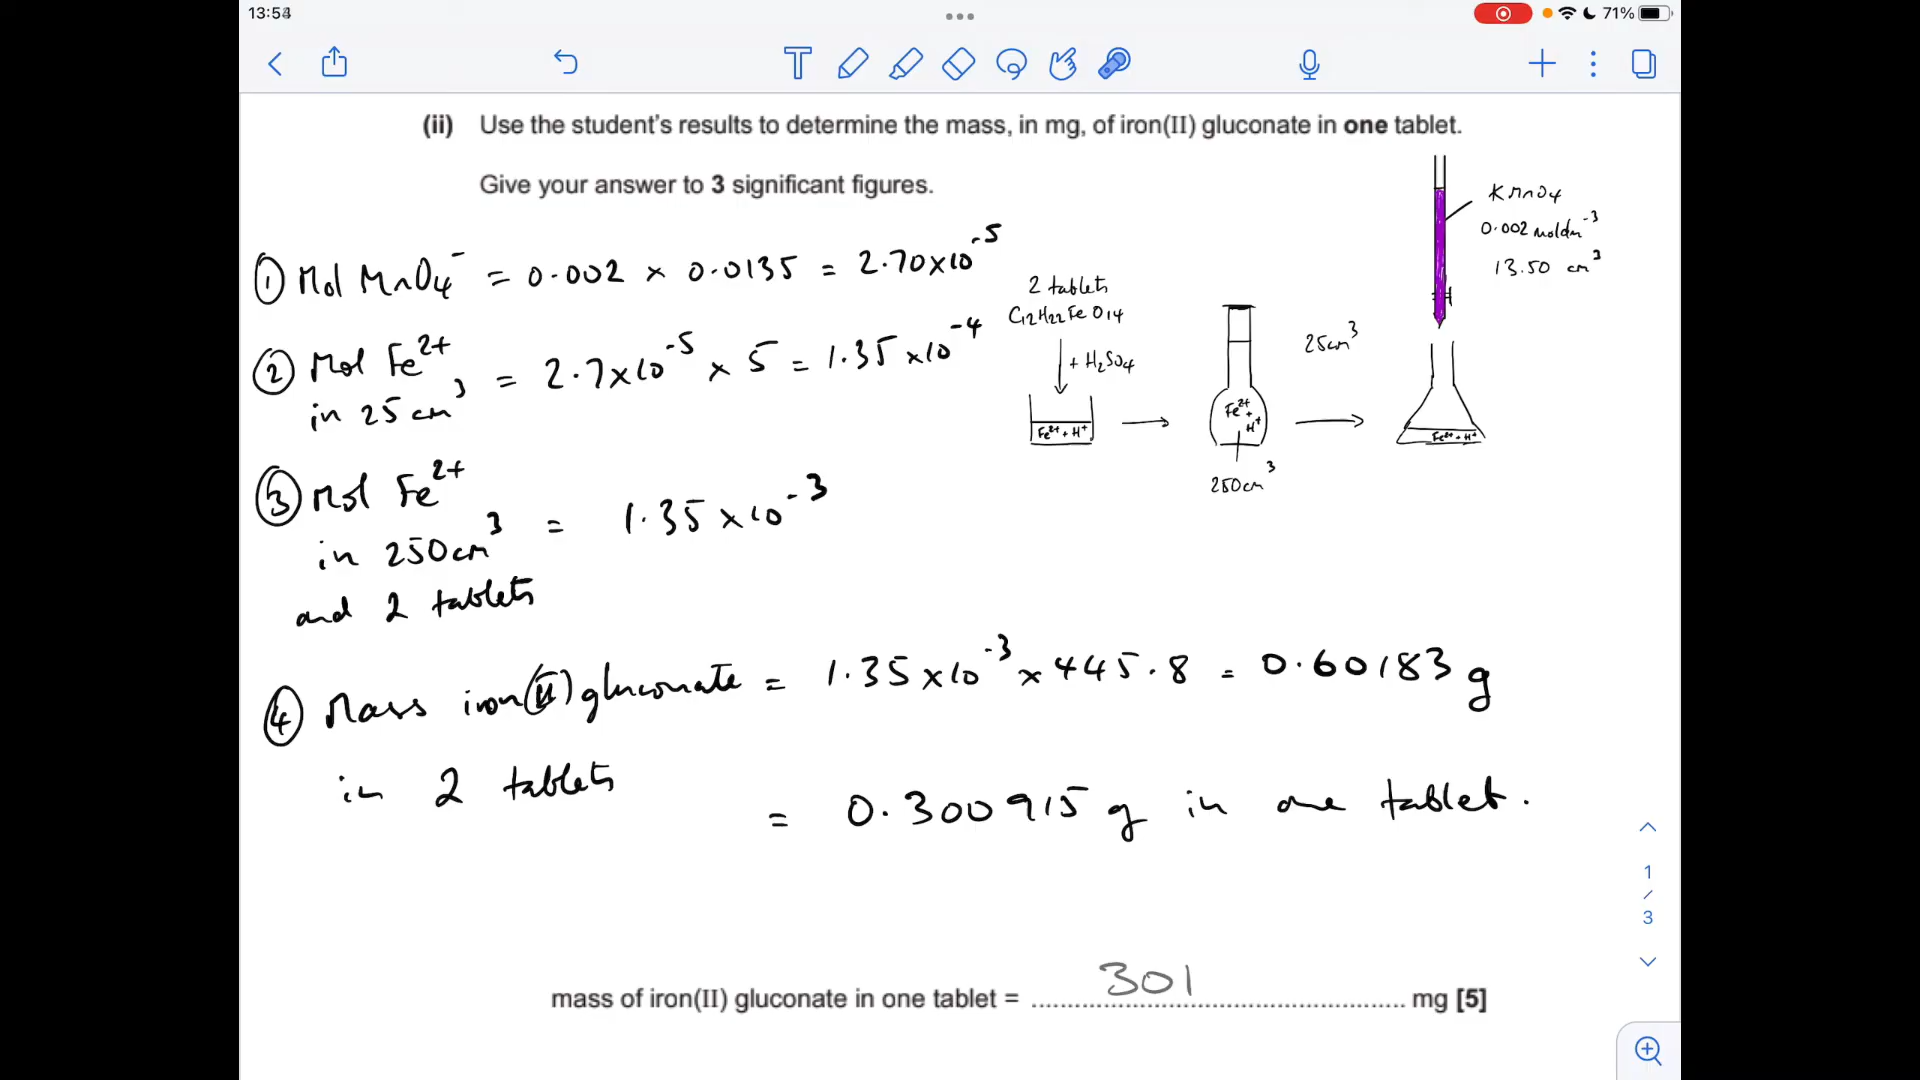 13:54
71%
(ii) Use the student's results to determine the mass, in mg, of iron(II) gluconate in one tablet.
Give your answer to 3 significant figures.
KMnO4
0.002 moldm⁻³
13.50 cm³
① Mol MnO4⁻ = 0.002 × 0.0135 = 2.70×10⁻⁵
2 tablets
C12H22FeO14
+ H2SO4
25cm³
② Mol Fe²⁺ in 25cm³ = 2.7×10⁻⁵ × 5 = 1.35×10⁻⁴
Fe²⁺ + H⁺
Fe²⁺ + H⁺
Fe²⁺ + H⁺
250cm³
③ Mol Fe²⁺
in 250cm³ = 1.35×10⁻³
and 2 tablets
④ Mass iron(II) gluconate = 1.35×10⁻³ × 445.8 = 0.60183 g
in 2 tablets
= 0.300915 g in one tablet.
1
/
3
mass of iron(II) gluconate in one tablet = 301 mg [5]